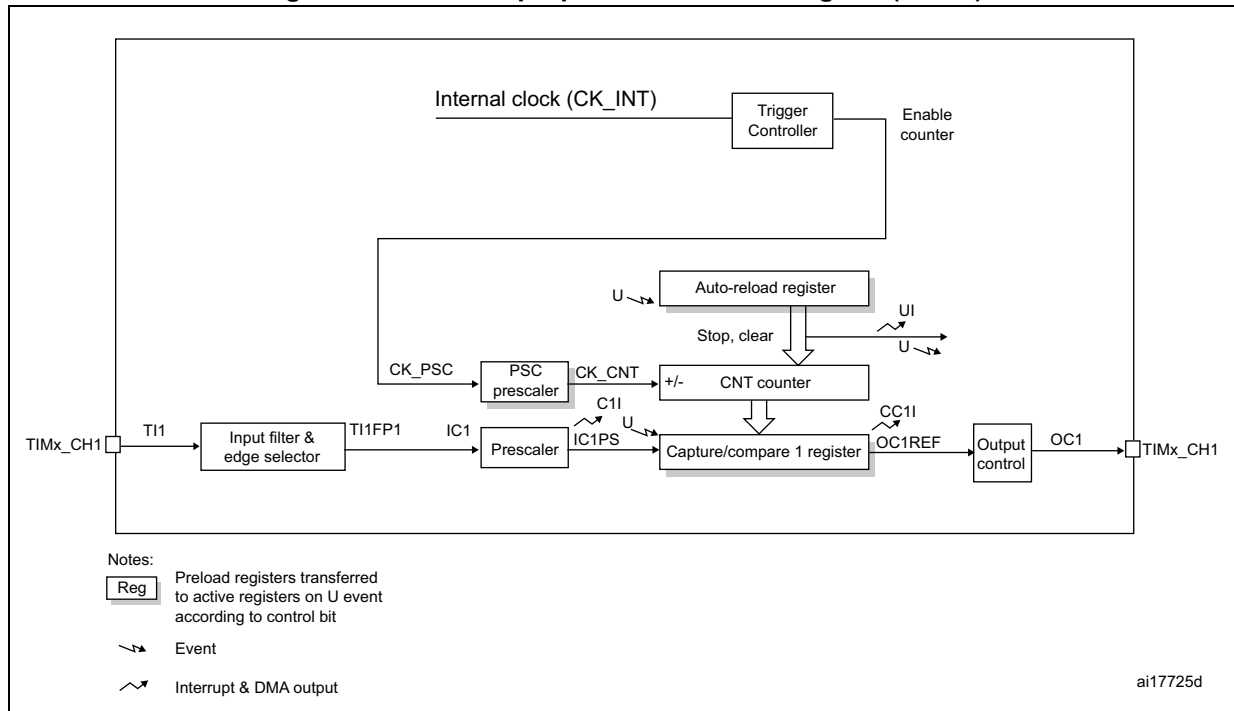 Internal clock (CK_INT)
Trigger
Controller
Enable
counter
U
Auto-reload register
Stop, clear
UI
U
CK_PSC
PSC
prescaler
CK_CNT
+/-
CNT counter
TIMx_CH1
TI1
Input filter &
edge selector
TI1FP1
IC1
Prescaler
C1I
IC1PS
U
Capture/compare 1 register
CC1I
OC1REF
Output
control
OC1
TIMx_CH1
Notes:
Reg
Preload registers transferred
to active registers on U event
according to control bit
Event
Interrupt & DMA output
ai17725d